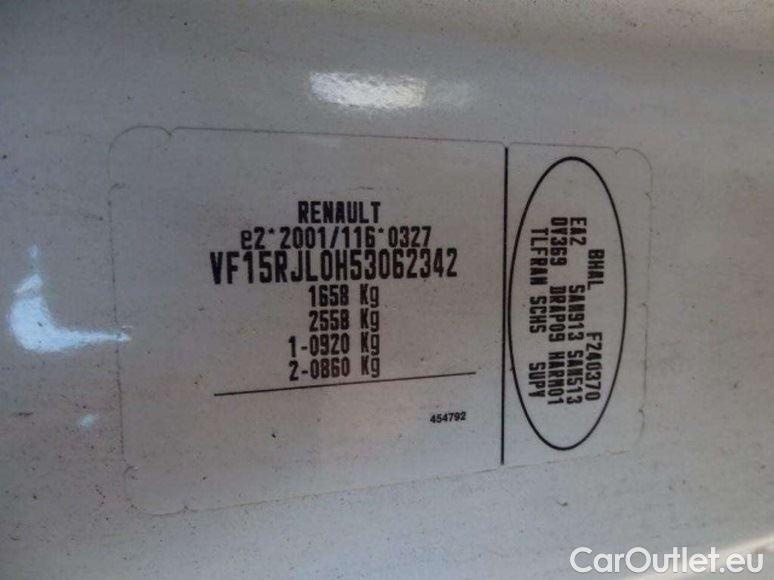 RENAULT
e2*2001/116*0327
VF15RJL0H53062342
1658 Kg
2558 Kg
1-0920 Kg
2-0860 Kg
454792
BHAL FZ40370
EA2 SAN913 SAN513
OV369 DRAP09 HARM01
TLFRAN SCHS SUPV
CarOutlet.eu